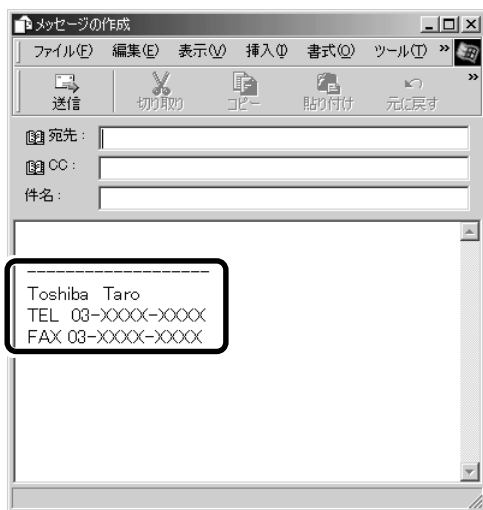 メッセージの作成
ファイル(F) 編集(E) 表示(V) 挿入(I) 書式(O) ツール(T) »
送信 切り取り コピー 貼り付け 元に戻す »
宛先：
CC：
件名：
--------------------
Toshiba Taro
TEL 03-XXXX-XXXX
FAX 03-XXXX-XXXX